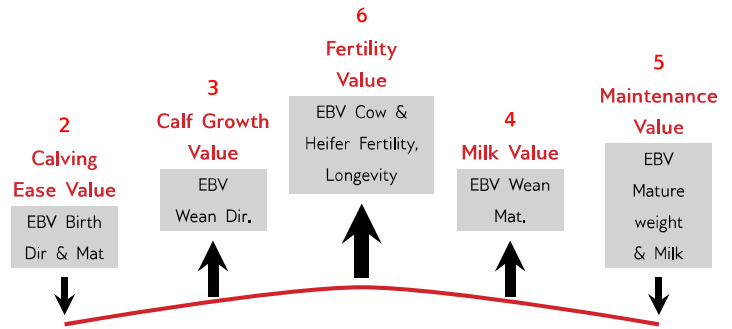 2
Calving
Ease Value
EBV Birth
Dir & Mat
3
Calf Growth
Value
EBV
Wean Dir.
6
Fertility
Value
EBV Cow &
Heifer Fertility,
Longevity
4
Milk Value
EBV Wean
Mat.
5
Maintenance
Value
EBV
Mature
weight
& Milk